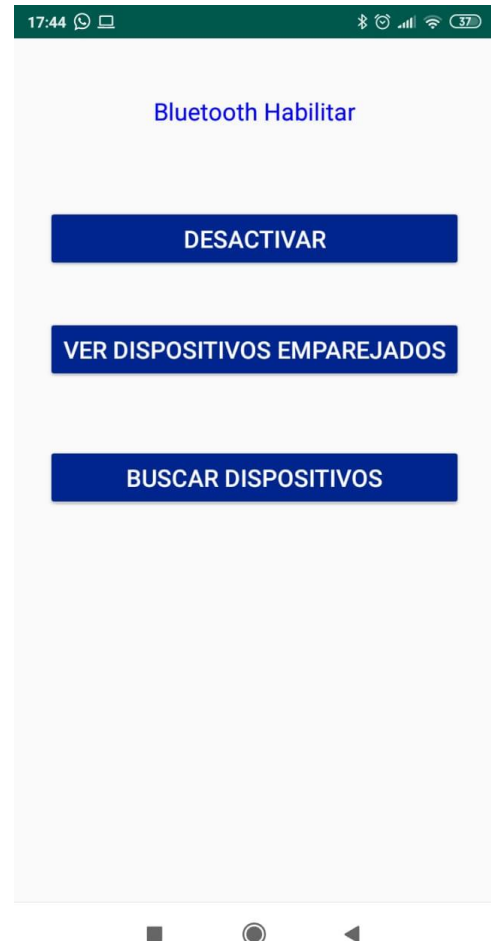 17:44
37
Bluetooth Habilitar
DESACTIVAR
VER DISPOSITIVOS EMPAREJADOS
BUSCAR DISPOSITIVOS